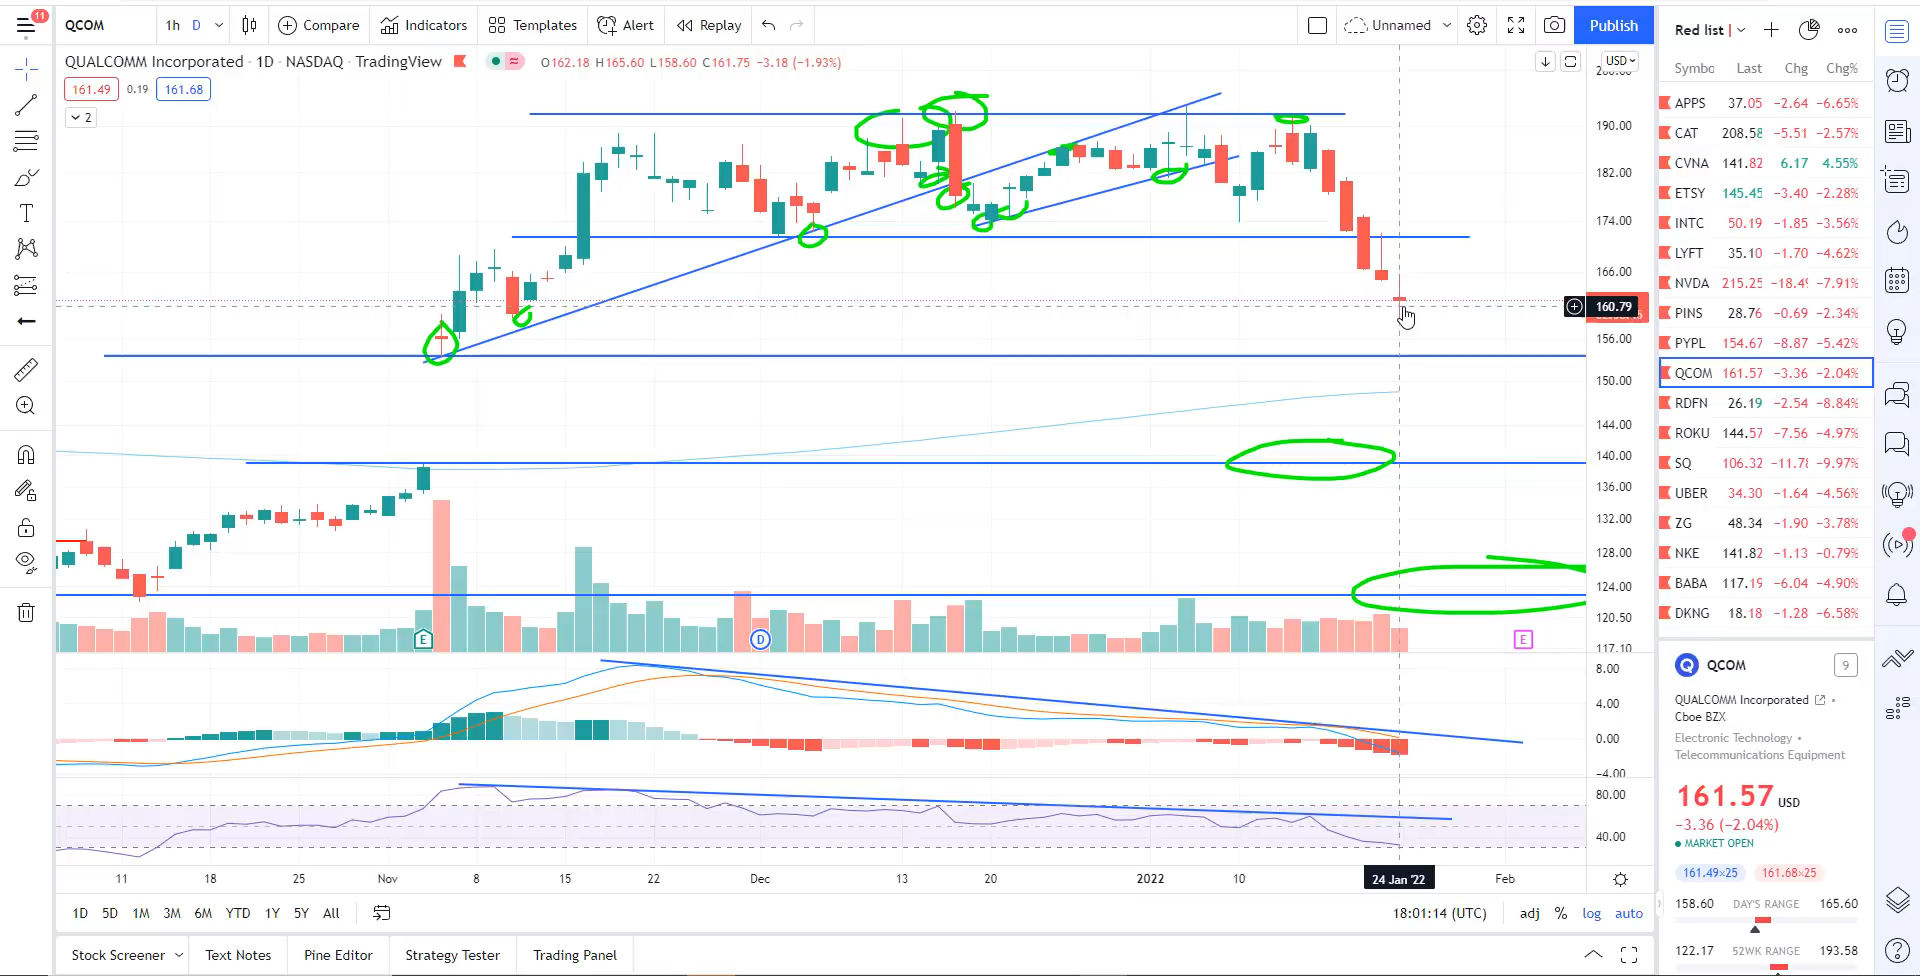 11
QCOM
1h D
Compare
Indicators
Templates
Alert
Replay
Unnamed
Publish
QUALCOMM Incorporated · 1D · NASDAQ · TradingView
O162.18 H165.60 L158.60 C161.75 −3.18 (−1.93%)
161.49 0.19 161.68
2
USD
190.00
182.00
174.00
166.00
160.79
156.00
150.00
144.00
140.00
136.00
132.00
128.00
124.00
120.50
117.10
E
D
E
8.00
4.00
0.00
−4.00
80.00
40.00
11 18 25 Nov 8 15 22 Dec 13 20 2022 10 24 Jan '22 Feb
1D 5D 1M 3M 6M YTD 1Y 5Y All
18:01:14 (UTC) adj % log auto
Stock Screener
Text Notes
Pine Editor
Strategy Tester
Trading Panel
Red list
Symbo Last Chg Chg%
APPS 37.05 −2.64 −6.65%
CAT 208.58 −5.51 −2.57%
CVNA 141.82 6.17 4.55%
ETSY 145.45 −3.40 −2.28%
INTC 50.19 −1.85 −3.56%
LYFT 35.10 −1.70 −4.62%
NVDA 215.25 −18.49 −7.91%
PINS 28.76 −0.69 −2.34%
PYPL 154.67 −8.87 −5.42%
QCOM 161.57 −3.36 −2.04%
RDFN 26.19 −2.54 −8.84%
ROKU 144.57 −7.56 −4.97%
SQ 106.32 −11.78 −9.97%
UBER 34.30 −1.64 −4.56%
ZG 48.34 −1.90 −3.78%
NKE 141.82 −1.13 −0.79%
BABA 117.19 −6.04 −4.90%
DKNG 18.18 −1.28 −6.58%
QCOM
9
QUALCOMM Incorporated •
Cboe BZX
Electronic Technology •
Telecommunications Equipment
161.57 USD
−3.36 (−2.04%)
MARKET OPEN
161.49×25 161.68×25
158.60 DAY'S RANGE 165.60
122.17 52WK RANGE 193.58